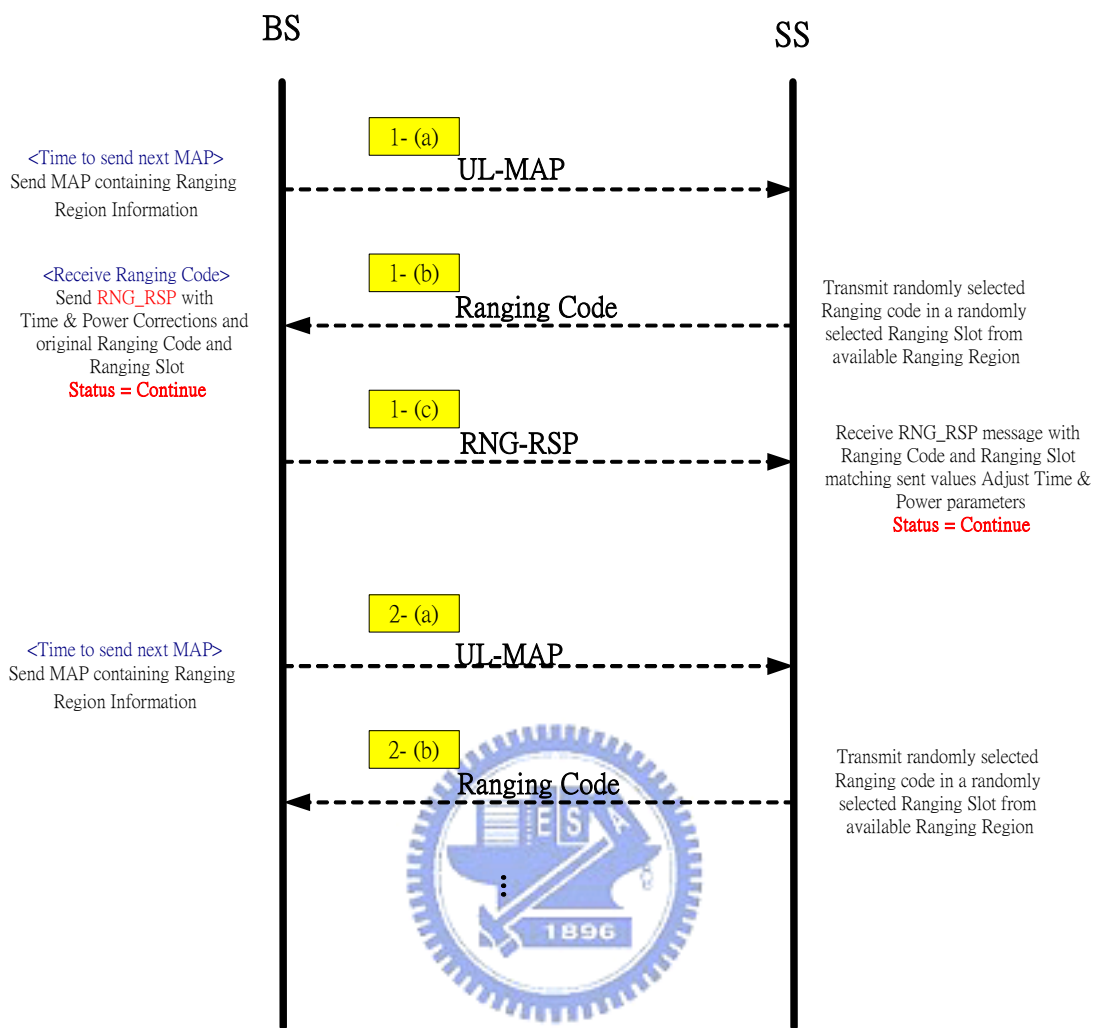 BS
SS
1- (a)
UL-MAP
<Time to send next MAP>
Send MAP containing Ranging
Region Information
1- (b)
Ranging Code
<Receive Ranging Code>
Send RNG_RSP with
Time & Power Corrections and
original Ranging Code and
Ranging Slot
Status = Continue
Transmit randomly selected
Ranging code in a randomly
selected Ranging Slot from
available Ranging Region
1- (c)
RNG-RSP
Receive RNG_RSP message with
Ranging Code and Ranging Slot
matching sent values Adjust Time &
Power parameters
Status = Continue
2- (a)
UL-MAP
<Time to send next MAP>
Send MAP containing Ranging
Region Information
2- (b)
Ranging Code
Transmit randomly selected
Ranging code in a randomly
selected Ranging Slot from
available Ranging Region
E S A
⋮
1896